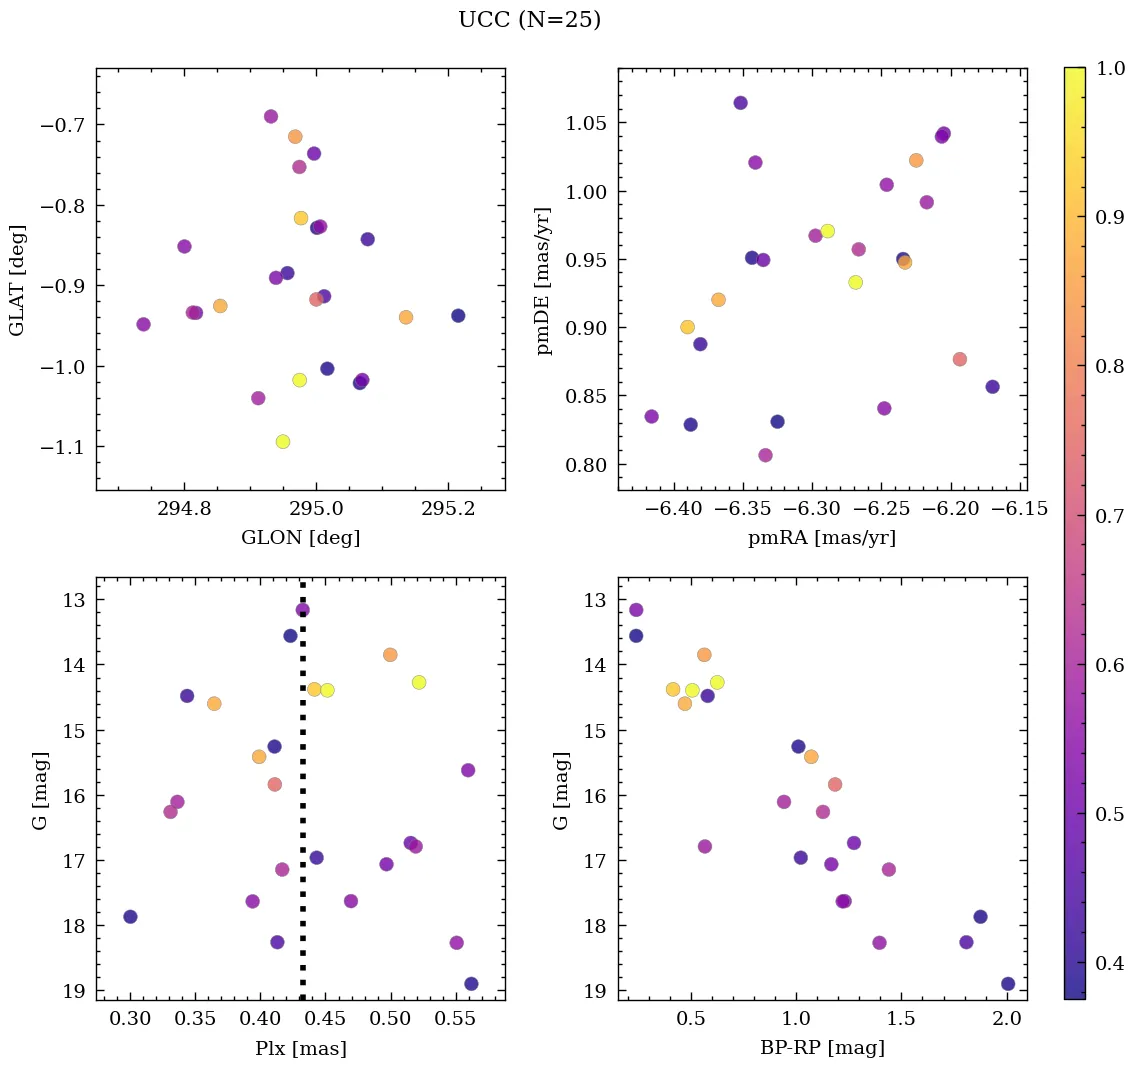 UCC (N=25)
−0.7
−0.8
−0.9
−1.0
−1.1
GLAT [deg]
294.8 295.0 295.2
GLON [deg]
1.05
1.00
0.95
0.90
0.85
0.80
pmDE [mas/yr]
−6.40 −6.35 −6.30 −6.25 −6.20 −6.15
pmRA [mas/yr]
13
14
15
16
17
18
19
G [mag]
0.30 0.35 0.40 0.45 0.50 0.55
Plx [mas]
13
14
15
16
17
18
19
G [mag]
0.5 1.0 1.5 2.0
BP-RP [mag]
1.0
0.9
0.8
0.7
0.6
0.5
0.4